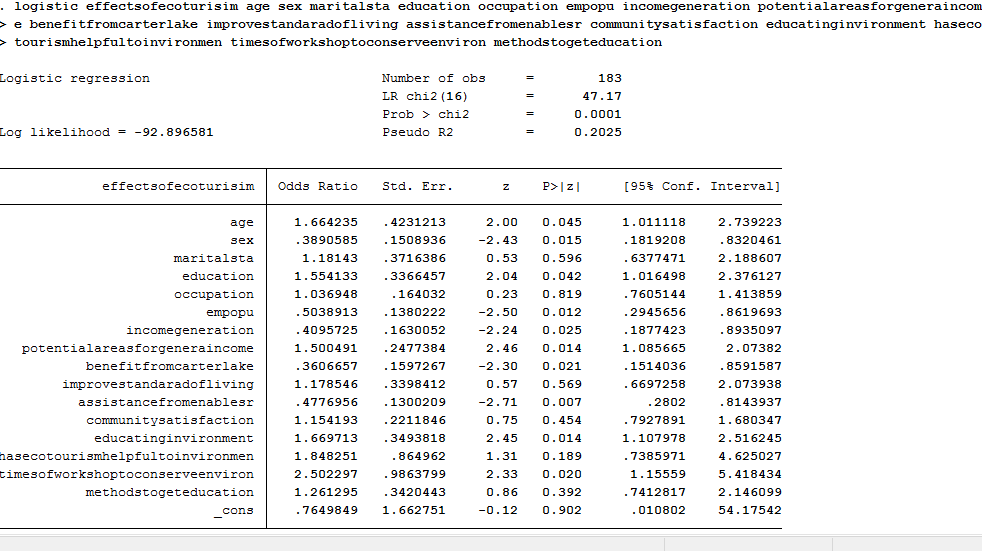 . logistic effectsofecoturisim age sex maritalsta education occupation empopu incomegeneration potentialareasforgeneraincom
> e benefitfromcarterlake improvestandaradofliving assistancefromenablesr communitysatisfaction educatinginvironment haseco
> tourismhelpfultoinvironmen timesofworkshoptoconserveenviron methodstogeteducation
Logistic regression Number of obs = 183
LR chi2(16) = 47.17
Prob > chi2 = 0.0001
Log likelihood = -92.896581 Pseudo R2 = 0.2025
effectsofecoturisim Odds Ratio Std. Err. z P>|z| [95% Conf. Interval]
age 1.664235 .4231213 2.00 0.045 1.011118 2.739223
sex .3890585 .1508936 -2.43 0.015 .1819208 .8320461
maritalsta 1.18143 .3716386 0.53 0.596 .6377471 2.188607
education 1.554133 .3366457 2.04 0.042 1.016498 2.376127
occupation 1.036948 .164032 0.23 0.819 .7605144 1.413859
empopu .5038913 .1380222 -2.50 0.012 .2945656 .8619693
incomegeneration .4095725 .1630052 -2.24 0.025 .1877423 .8935097
potentialareasforgeneraincome 1.500491 .2477384 2.46 0.014 1.085665 2.07382
benefitfromcarterlake .3606657 .1597267 -2.30 0.021 .1514036 .8591587
improvestandaradofliving 1.178546 .3398412 0.57 0.569 .6697258 2.073938
assistancefromenablesr .4776956 .1300209 -2.71 0.007 .2802 .8143937
communitysatisfaction 1.154193 .2211846 0.75 0.454 .7927891 1.680347
educatinginvironment 1.669713 .3493818 2.45 0.014 1.107978 2.516245
hasecotourismhelpfultoinvironmen 1.848251 .864962 1.31 0.189 .7385971 4.625027
timesofworkshoptoconserveenviron 2.502297 .9863799 2.33 0.020 1.15559 5.418434
methodstogeteducation 1.261295 .3420443 0.86 0.392 .7412817 2.146099
_cons .7649849 1.662751 -0.12 0.902 .010802 54.17542